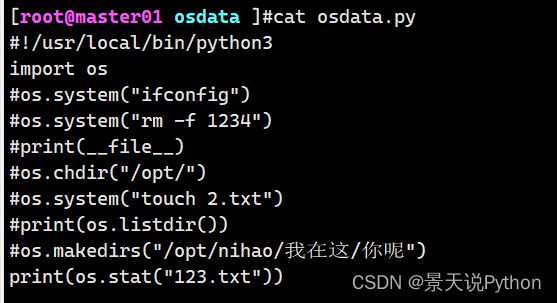 [root@master01 osdata ]#cat osdata.py
#!/usr/local/bin/python3
import os
#os.system("ifconfig")
#os.system("rm -f 1234")
#print(__file__)
#os.chdir("/opt/")
#os.system("touch 2.txt")
#print(os.listdir())
#os.makedirs("/opt/nihao/我在这/你呢")
print(os.stat("123.txt"))
CSDN @景天说Python